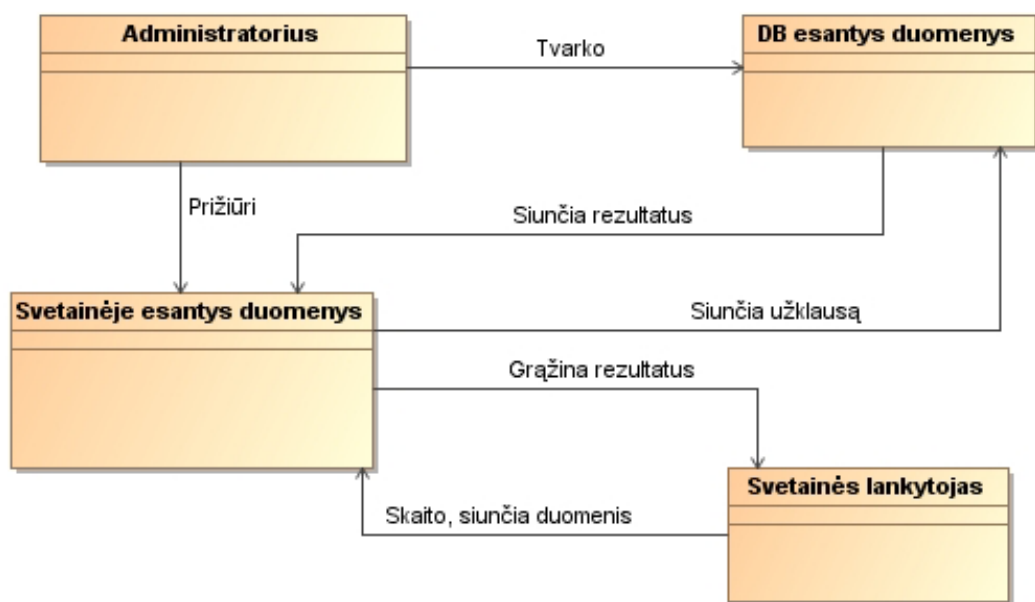 Administratorius
DB esantys duomenys
Tvarko
Prižiūri
Siunčia rezultatus
Svetainėje esantys duomenys
Siunčia užklausą
Grąžina rezultatus
Svetainės lankytojas
Skaito, siunčia duomenis